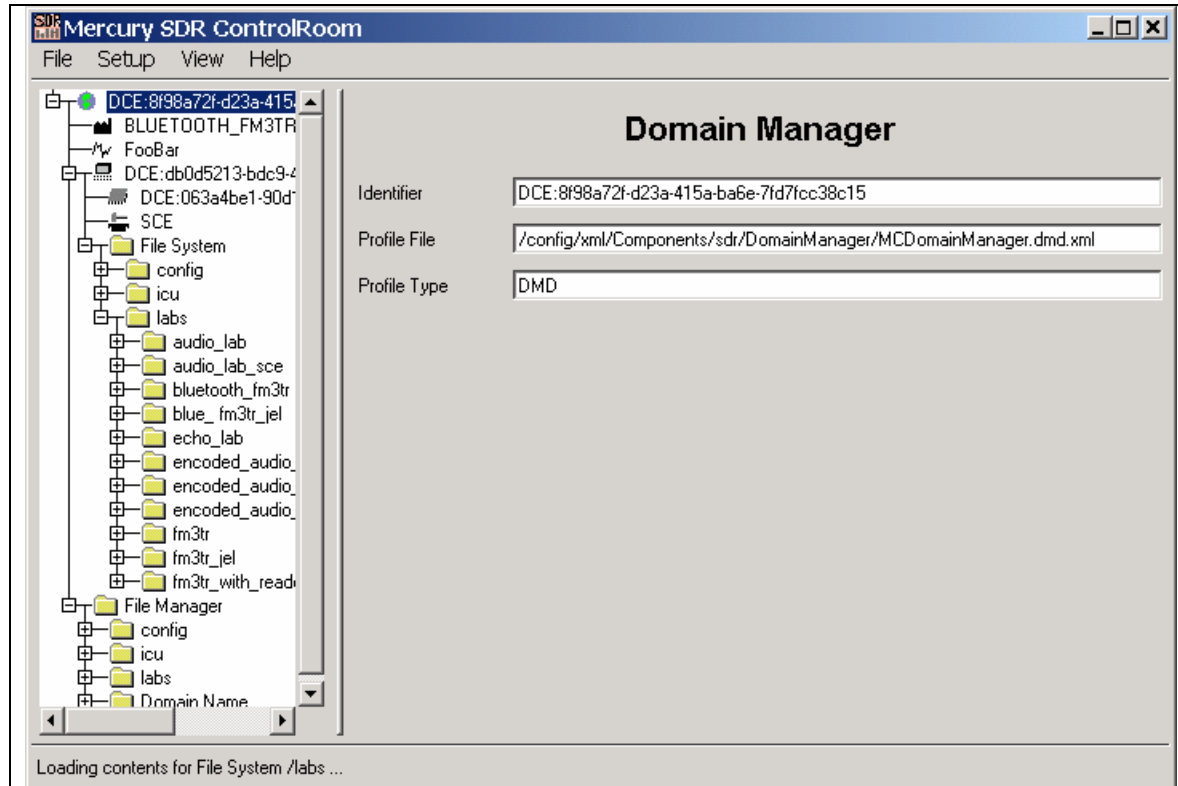 Mercury SDR ControlRoom
File Setup View Help
DCE:8f98a72f-d23a-415
BLUETOOTH_FM3TR
FooBar
DCE:db0d5213-bdc9-4
DCE:063a4be1-90d
SCE
File System
config
icu
labs
audio_lab
audio_lab_sce
bluetooth_fm3tr
blue_ fm3tr_jel
echo_lab
encoded_audio_
encoded_audio_
encoded_audio_
fm3tr
fm3tr_jel
fm3tr_with_read
File Manager
config
icu
labs
Domain Name
Domain Manager
Identifier DCE:8f98a72f-d23a-415a-ba6e-7fd7fcc38c15
Profile File /config/xml/Components/sdr/DomainManager/MCDomainManager.dmd.xml
Profile Type DMD
Loading contents for File System /labs ...